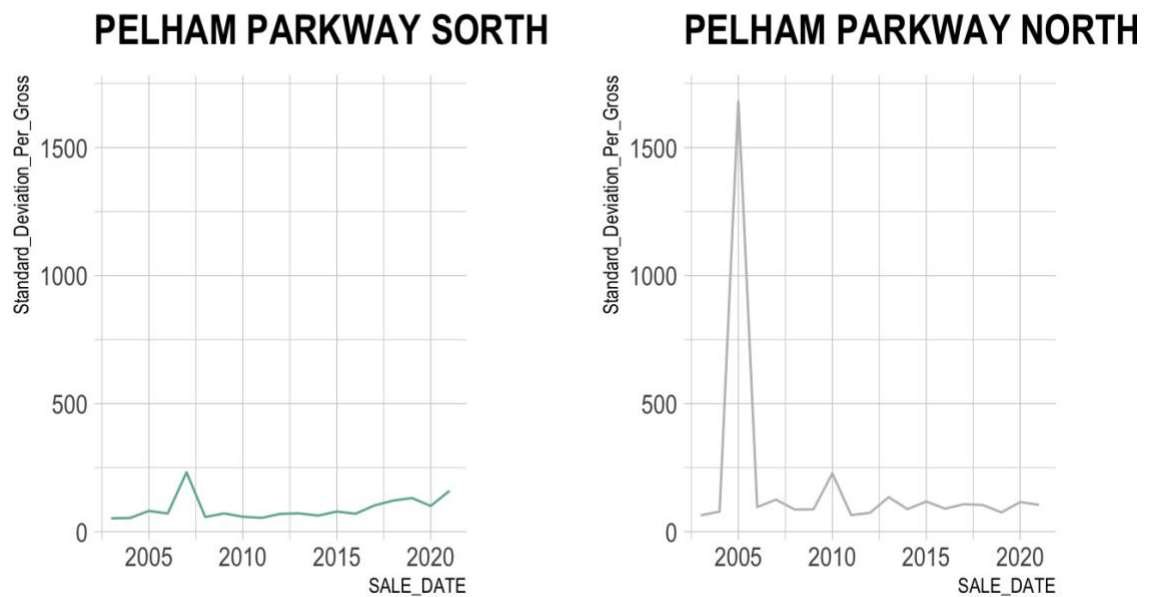 PELHAM PARKWAY SORTH
Standard_Deviation_Per_Gross
1500
1000
500
0
2005 2010 2015 2020
SALE_DATE
PELHAM PARKWAY NORTH
Standard_Deviation_Per_Gross
1500
1000
500
0
2005 2010 2015 2020
SALE_DATE